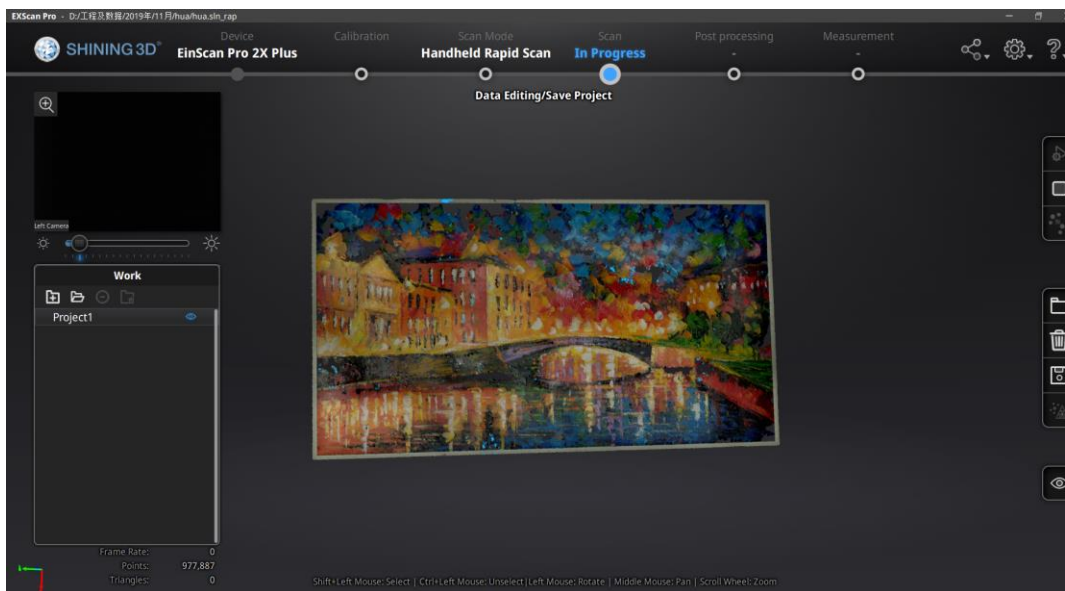 EXScan Pro - D:/工程及数据/2019年/11月/hua/hua.sln_rap
SHINING 3D®
Device
EinScan Pro 2X Plus
Calibration
Scan Mode
Handheld Rapid Scan
Scan
In Progress
Post processing
-
Measurement
-
Data Editing/Save Project
Left Camera
Work
Project1
Frame Rate: 0
Points: 977,887
Triangles: 0
Shift+Left Mouse: Select | Ctrl+Left Mouse: Unselect|Left Mouse: Rotate | Middle Mouse: Pan | Scroll Wheel: Zoom